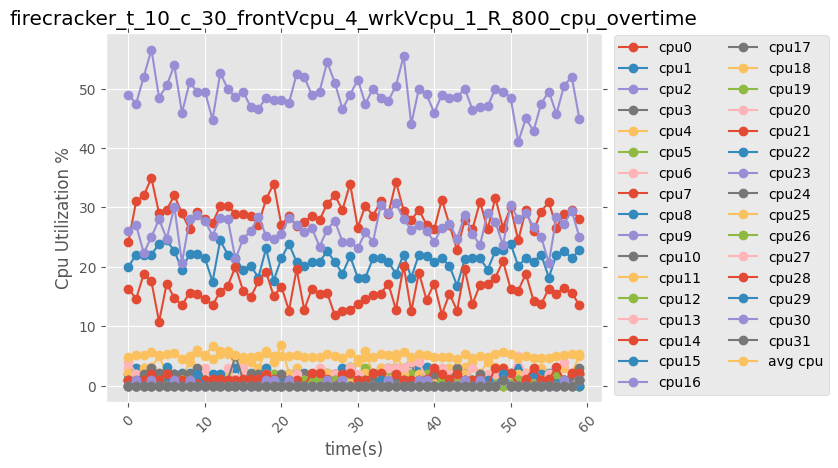 firecracker_t_10_c_30_frontVcpu_4_wrkVcpu_1_R_800_cpu_overtime
Cpu Utilization %
50
40
30
20
10
0
0 10 20 30 40 50 60
time(s)
cpu0
cpu1
cpu2
cpu3
cpu4
cpu5
cpu6
cpu7
cpu8
cpu9
cpu10
cpu11
cpu12
cpu13
cpu14
cpu15
cpu16
cpu17
cpu18
cpu19
cpu20
cpu21
cpu22
cpu23
cpu24
cpu25
cpu26
cpu27
cpu28
cpu29
cpu30
cpu31
avg cpu